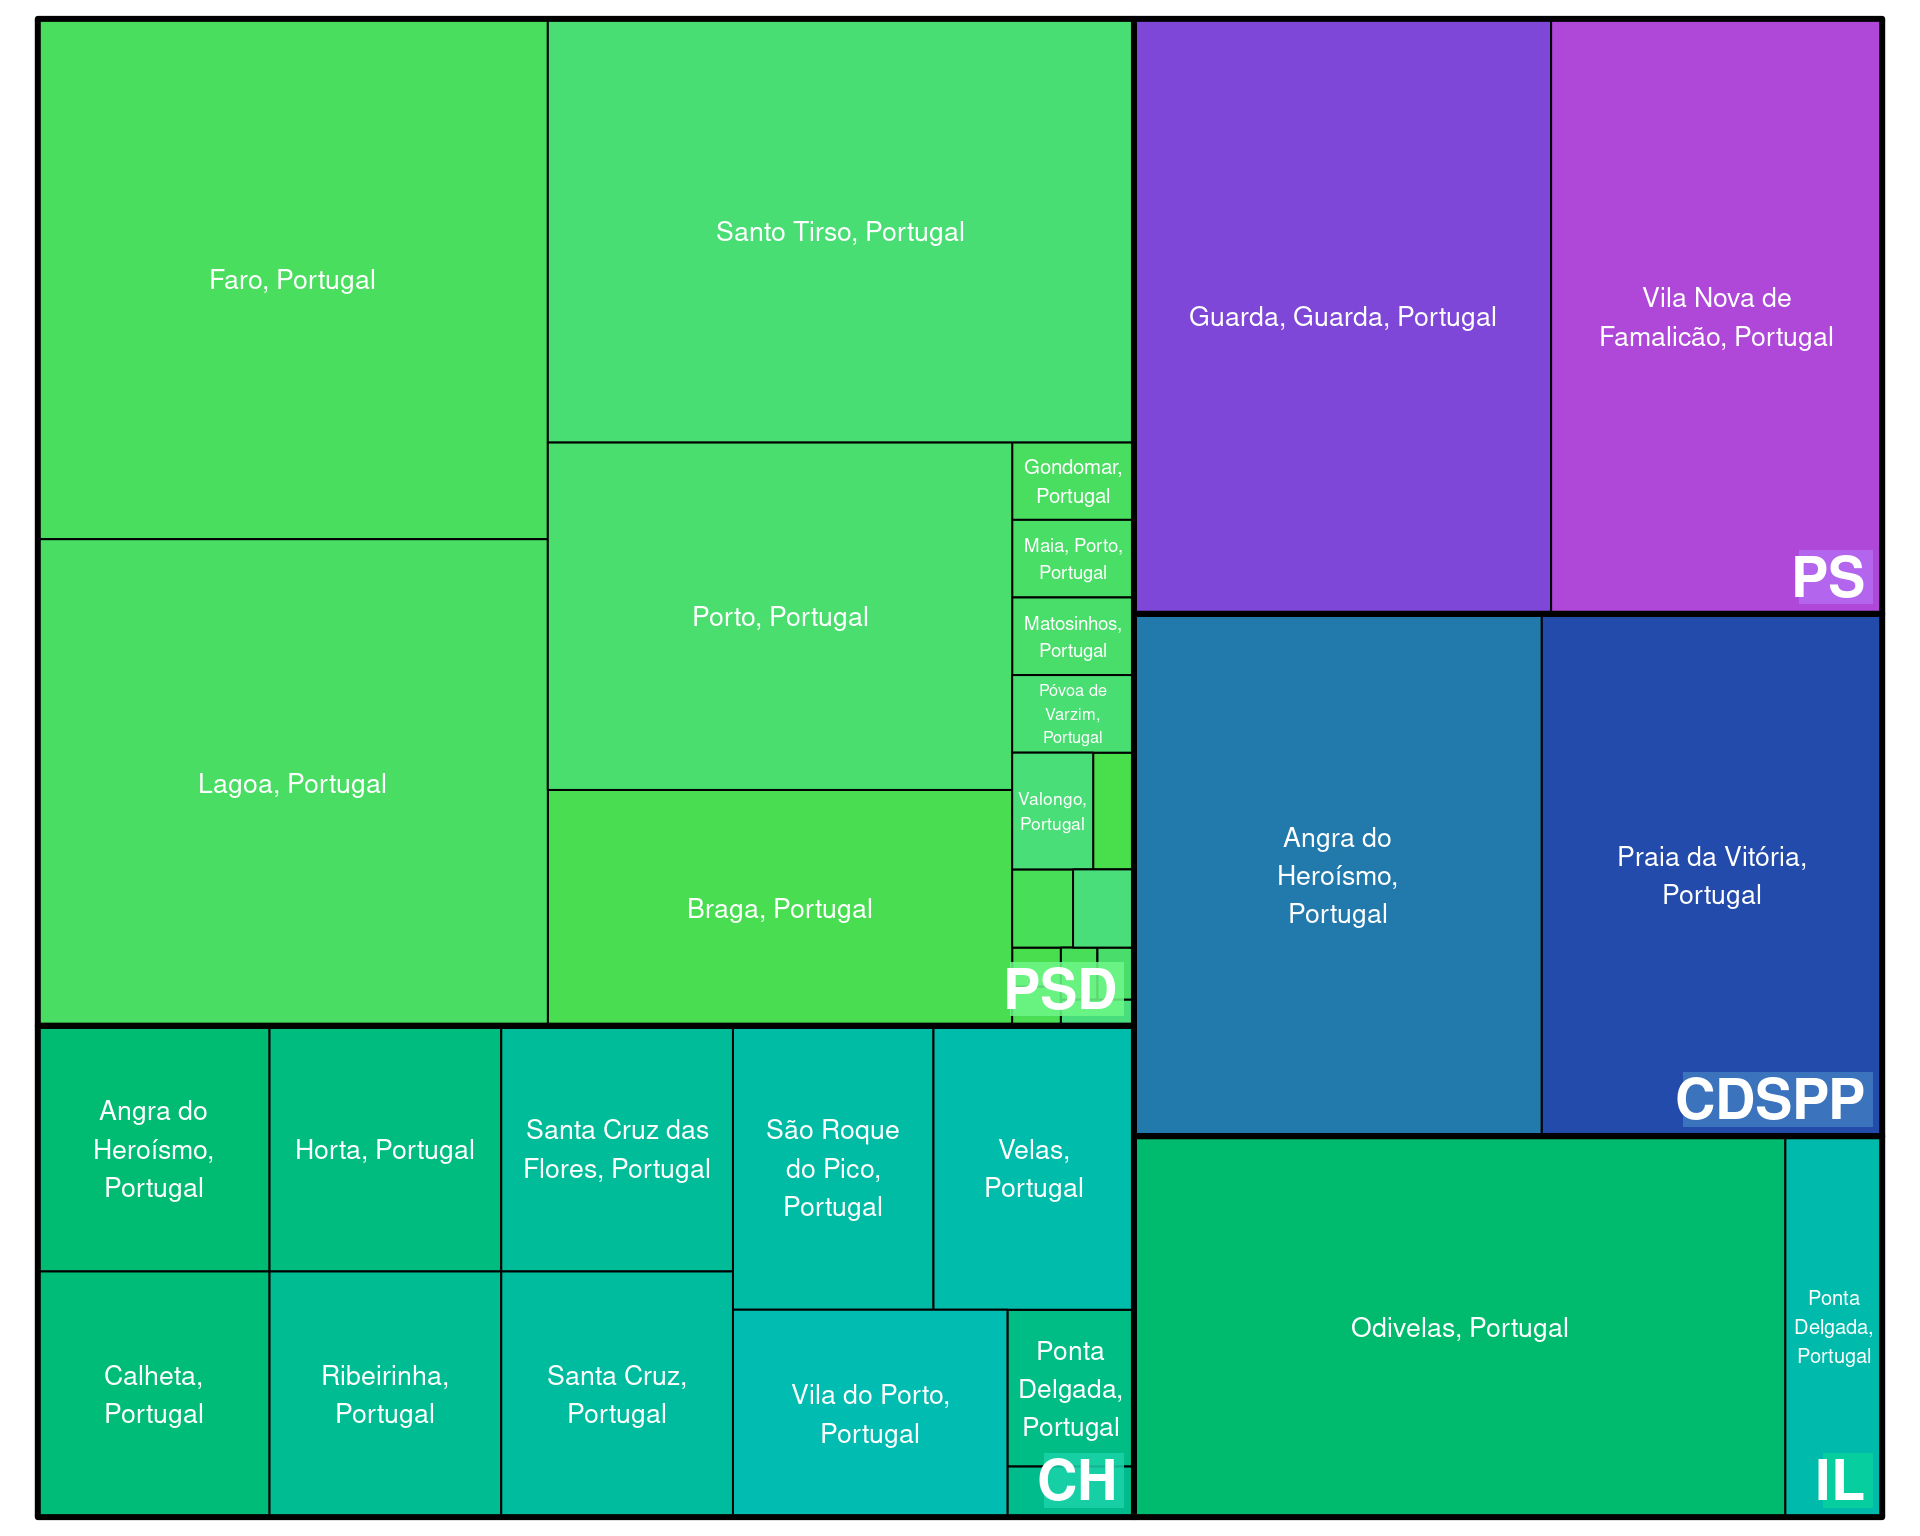 Faro, Portugal
Santo Tirso, Portugal
Lagoa, Portugal
Porto, Portugal
Braga, Portugal
Gondomar,
Portugal
Maia, Porto,
Portugal
Matosinhos,
Portugal
Póvoa de
Varzim,
Portugal
Valongo,
Portugal
PSD
Guarda, Guarda, Portugal
Vila Nova de
Famalicão, Portugal
PS
Angra do
Heroísmo,
Portugal
Praia da Vitória,
Portugal
CDSPP
Angra do
Heroísmo,
Portugal
Horta, Portugal
Santa Cruz das
Flores, Portugal
São Roque
do Pico,
Portugal
Velas,
Portugal
Calheta,
Portugal
Ribeirinha,
Portugal
Santa Cruz,
Portugal
Vila do Porto,
Portugal
Ponta
Delgada,
Portugal
CH
Odivelas, Portugal
Ponta
Delgada,
Portugal
IL